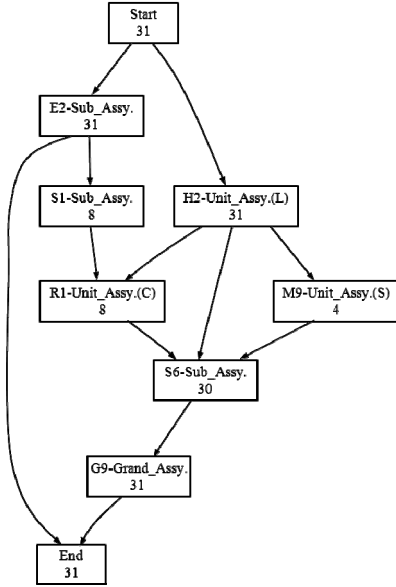 Start
31
E2-Sub_Assy.
31
S1-Sub_Assy.
8
H2-Unit_Assy.(L)
31
R1-Unit_Assy.(C)
8
M9-Unit_Assy.(S)
4
S6-Sub_Assy.
30
G9-Grand_Assy.
31
End
31